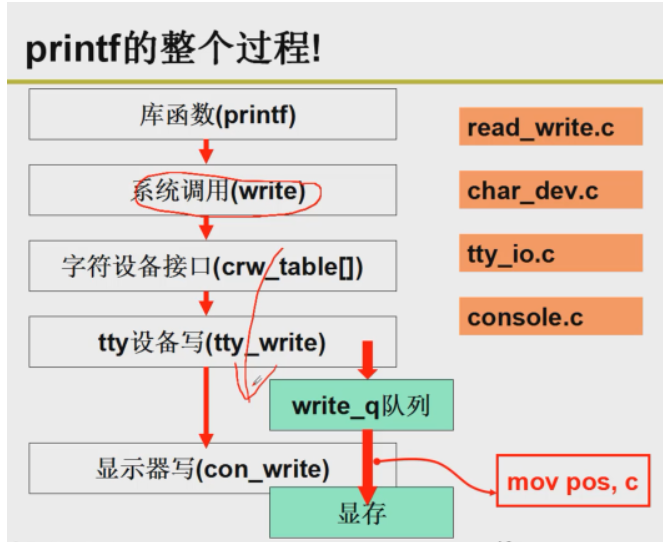 printf的整个过程!
库函数(printf)
系统调用(write)
字符设备接口(crw_table[])
tty设备写(tty_write)
write_q队列
显示器写(con_write)
显存
read_write.c
char_dev.c
tty_io.c
console.c
mov pos, c